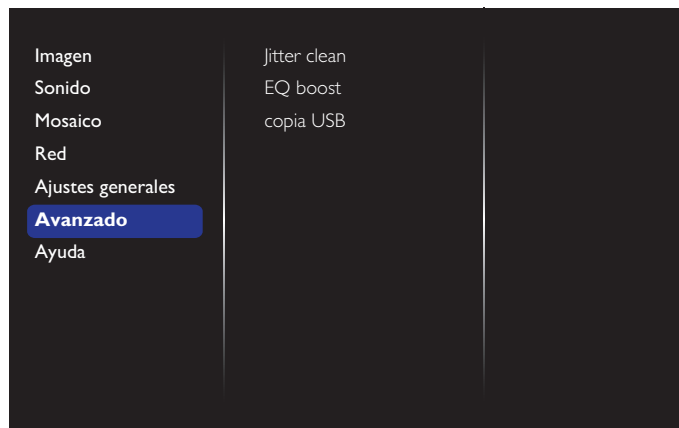 Imagen
Sonido
Mosaico
Red
Ajustes generales
Avanzado
Ayuda
Jitter clean
EQ boost
copia USB